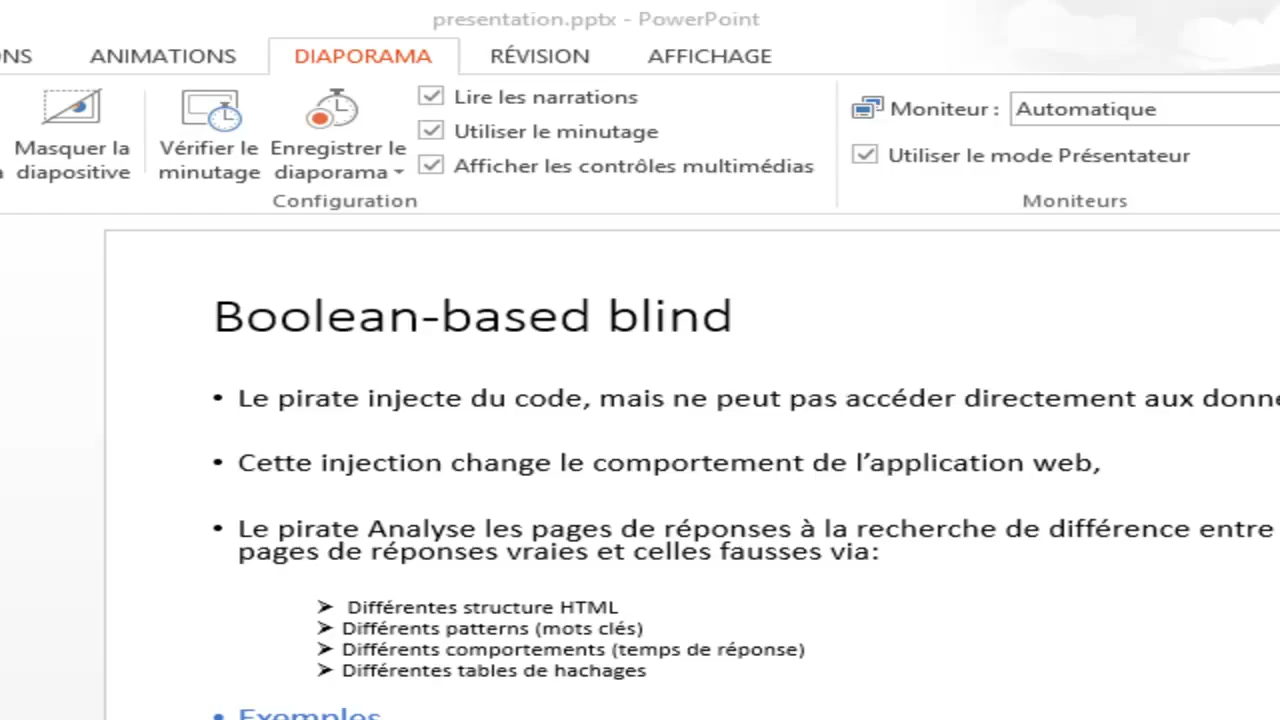 presentation.pptx - PowerPoint
ANIMATIONS DIAPORAMA RÉVISION AFFICHAGE
Masquer la diapositive
Vérifier le minutage
Enregistrer le diaporama
Lire les narrations
Utiliser le minutage
Afficher les contrôles multimédias
Configuration
Moniteur : Automatique
Utiliser le mode Présentateur
Moniteurs
Boolean-based blind
• Le pirate injecte du code, mais ne peut pas accéder directement aux
• Cette injection change le comportement de l’application web,
• Le pirate Analyse les pages de réponses à la recherche de différence entre
pages de réponses vraies et celles fausses via:
➤ Différentes structure HTML
➤ Différents patterns (mots clés)
➤ Différents comportements (temps de réponse)
➤ Différentes tables de hachages
• Exemples